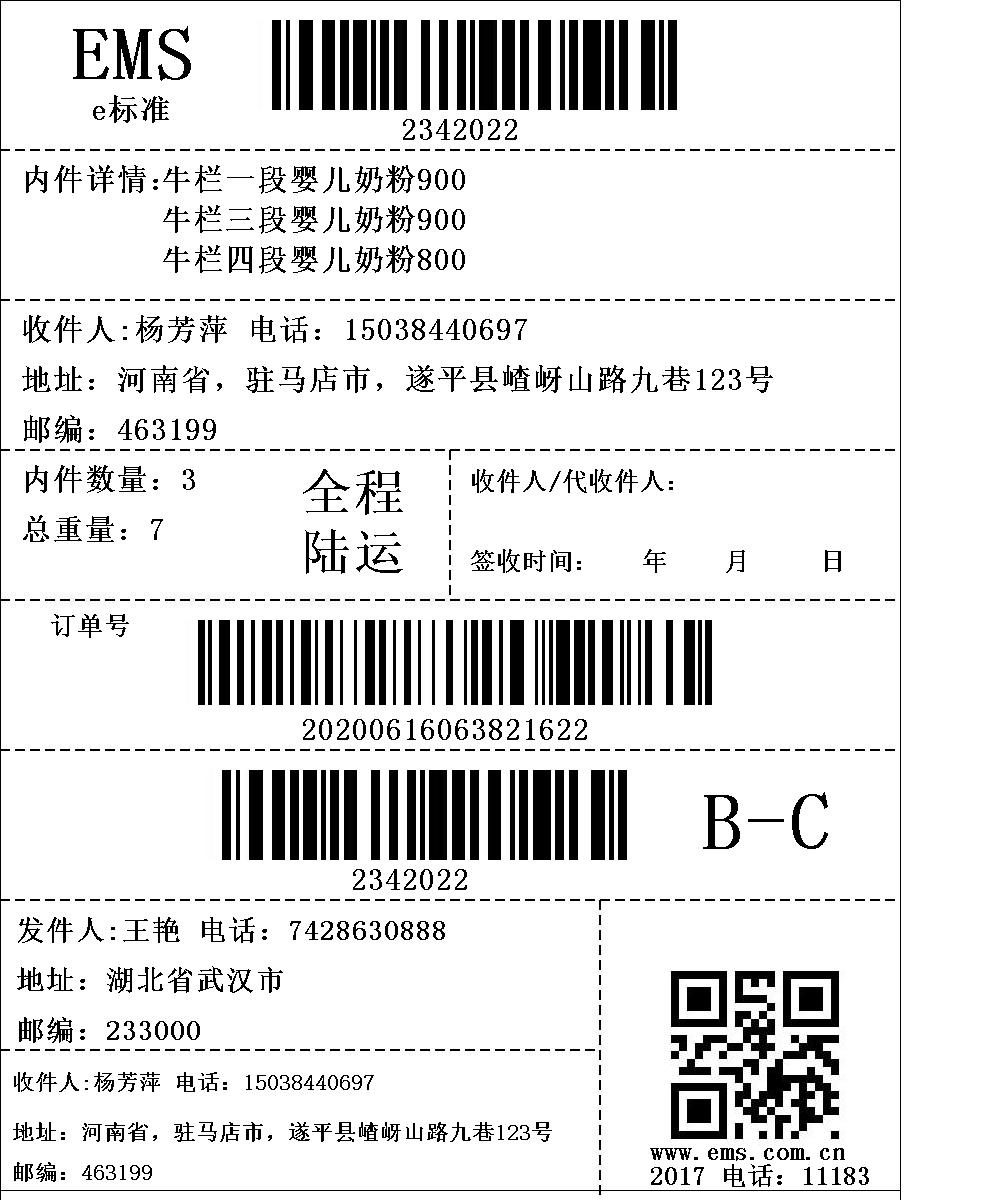 EMS
e标准
2342022
内件详情:牛栏一段婴儿奶粉900
牛栏三段婴儿奶粉900
牛栏四段婴儿奶粉800
收件人:杨芳萍 电话：15038440697
地址：河南省，驻马店市，遂平县嵖岈山路九巷123号
邮编：463199
内件数量：3
总重量：7
全程
陆运
收件人/代收件人：
签收时间： 年 月 日
订单号
20200616063821622
2342022
B-C
发件人:王艳 电话：7428630888
地址：湖北省武汉市
邮编：233000
收件人:杨芳萍 电话：15038440697
地址：河南省，驻马店市，遂平县嵖岈山路九巷123号
邮编：463199
www.ems.com.cn
2017 电话：11183